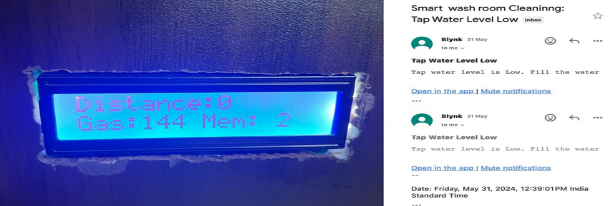 Distance:0
Gas:144 Mem: 2
Smart wash room Cleaninng:
Tap Water Level Low Inbox
Blynk 31 May
to me
Tap Water Level Low
Tap water level is Low. Fill the water
Open in the app | Mute notifications
...
Blynk 31 May
to me
Tap Water Level Low
Tap water level is Low. Fill the water
Open in the app | Mute notifications
--
Date: Friday, May 31, 2024, 12:39:01 PM India
Standard Time
...